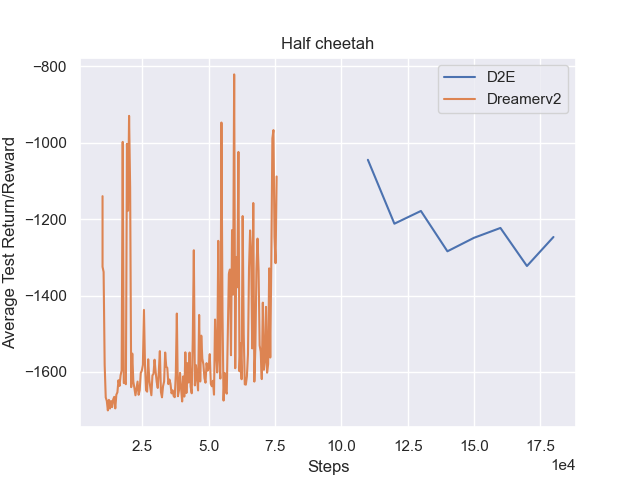 Half cheetah
D2E
Dreamerv2
Average Test Return/Reward
−800
−1000
−1200
−1400
−1600
2.5 5.0 7.5 10.0 12.5 15.0 17.5
1e4
Steps